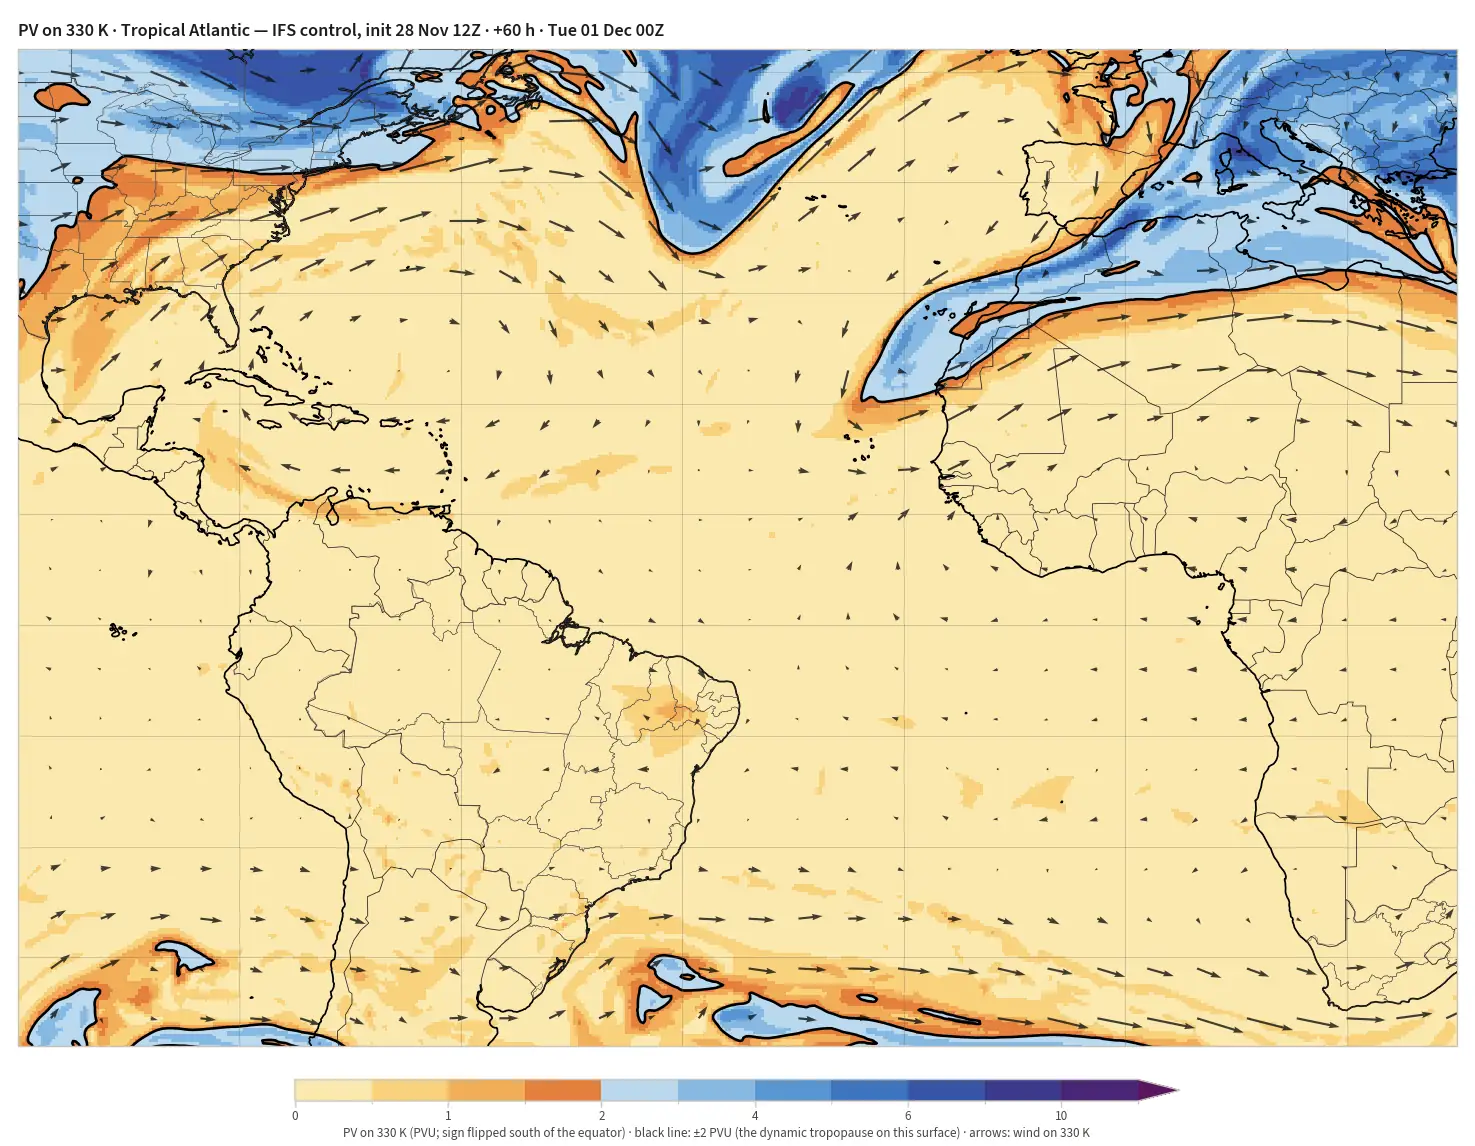 PV on 330 K · Tropical Atlantic — IFS control, init 28 Nov 12Z · +60 h · Tue 01 Dec 00Z
0 1 2 4 6 10
PV on 330 K (PVU; sign flipped south of the equator) · black line: ±2 PVU (the dynamic tropopause on this surface) · arrows: wind on 330 K